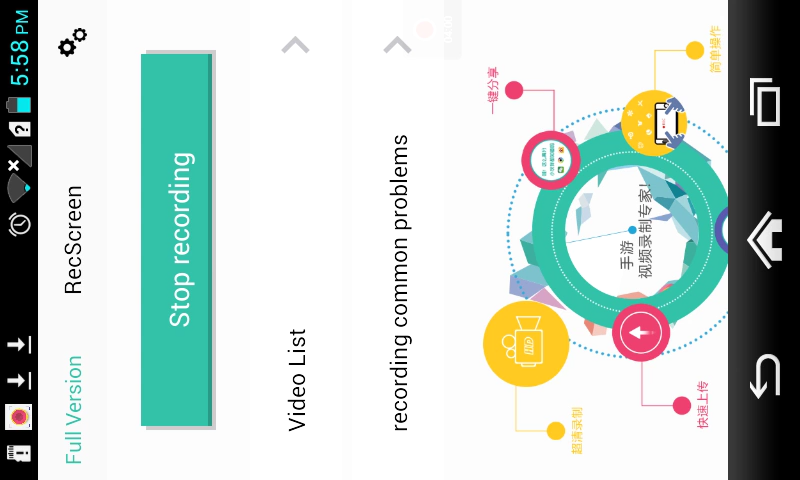 5:58 PM
Full Version
RecScreen
Stop recording
Video List
recording common problems
一键分享
简单操作
手游
视频录制专家!
HD
超清录制
快速上传